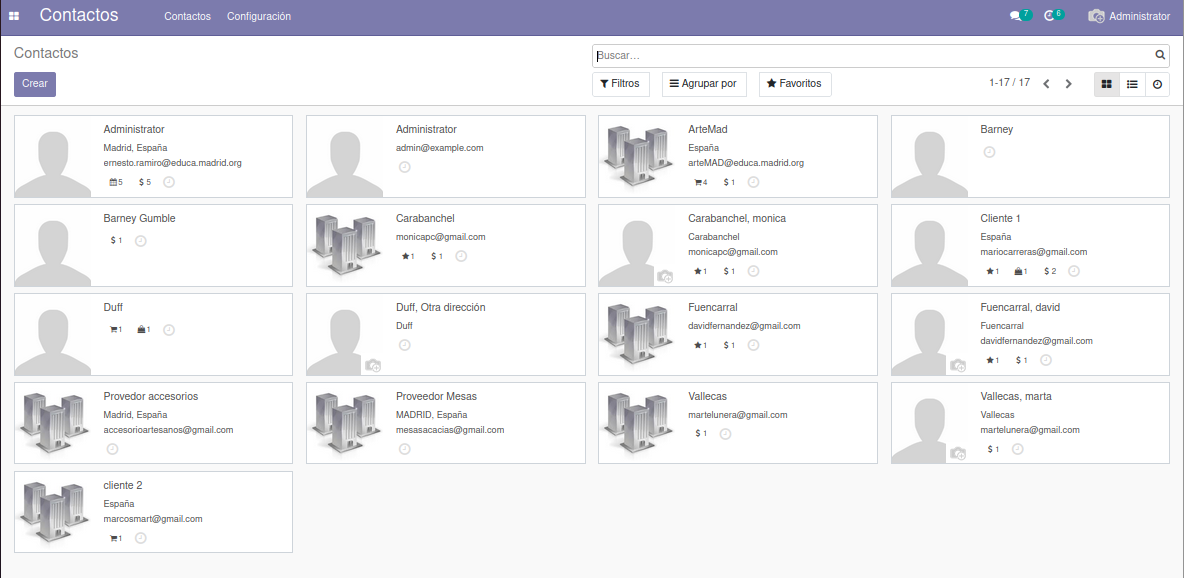 Contactos Contactos Configuración 7 6 Administrator
Contactos
Buscar...
Crear
Filtros Agrupar por Favoritos 1-17 / 17
Administrator
Madrid, España
ernesto.ramiro@educa.madrid.org
5 $ 5
Administrator
admin@example.com
ArteMad
España
arteMAD@educa.madrid.org
4 $ 1
Barney
Barney Gumble
$ 1
Carabanchel
monicapc@gmail.com
1 $ 1
Carabanchel, monica
Carabanchel
monicapc@gmail.com
1 $ 1
Cliente 1
España
mariocarreras@gmail.com
1 1 $ 2
Duff
1 1
Duff, Otra dirección
Duff
Fuencarral
davidfernandez@gmail.com
1 $ 1
Fuencarral, david
Fuencarral
davidfernandez@gmail.com
1 $ 1
Provedor accesorios
Madrid, España
accesorioartesanos@gmail.com
Proveedor Mesas
MADRID, España
mesasacacias@gmail.com
Vallecas
martelunera@gmail.com
$ 1
Vallecas, marta
Vallecas
martelunera@gmail.com
$ 1
cliente 2
España
marcosmart@gmail.com
1